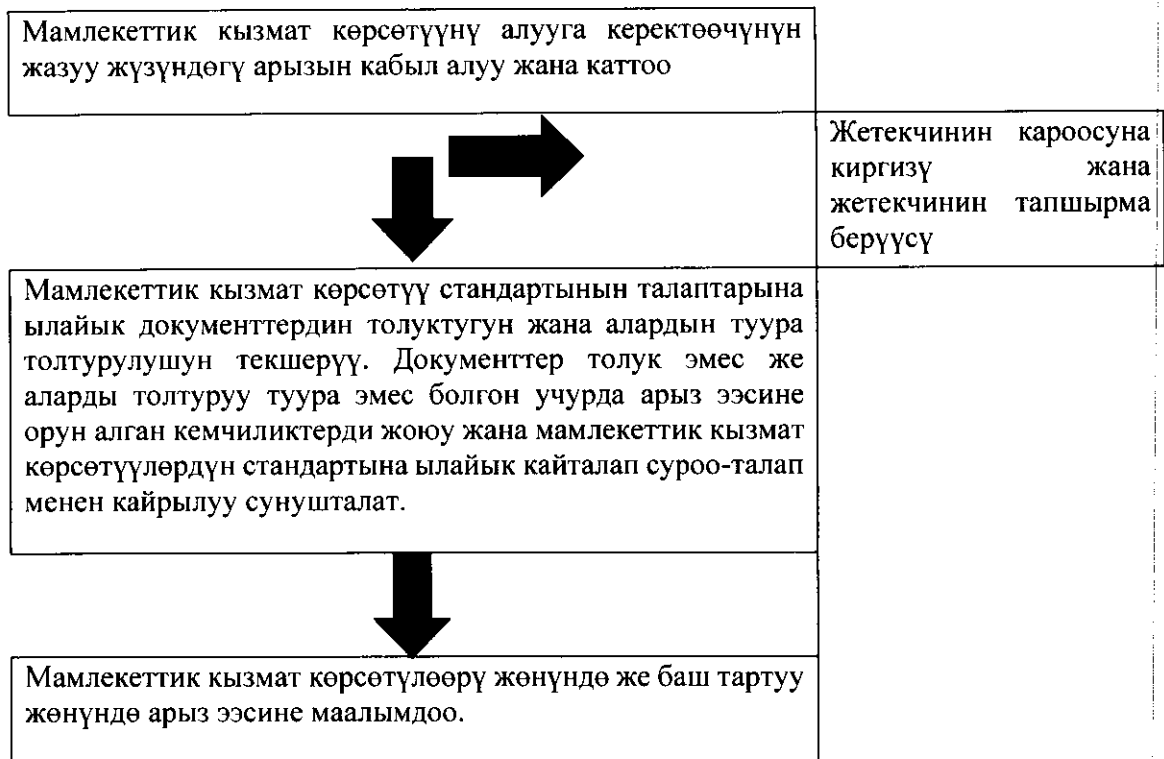 Мамлекеттик кызмат көрсөтүүнү алууга керектөөчүнүн
жазуу жүзүндөгү арызын кабыл алуу жана каттоо
Жетекчинин кароосуна
киргизү жана
жетекчинин тапшырма
берүүсү
Мамлекеттик кызмат көрсөтүү стандартынын талаптарына
ылайык документтердин толуктугун жана алардын туура
толтурулушун текшерүү. Документтер толук эмес же
аларды толтуруу туура эмес болгон учурда арыз ээсине
орун алган кемчиликтерди жоюу жана мамлекеттик кызмат
көрсөтүүлөрдүн стандартына ылайык кайталап суроо-талап
менен кайрылуу сунушталат.
Мамлекеттик кызмат көрсөтүлөөрү жөнүндө же баш тартуу
жөнүндө арыз ээсине маалымдоо.